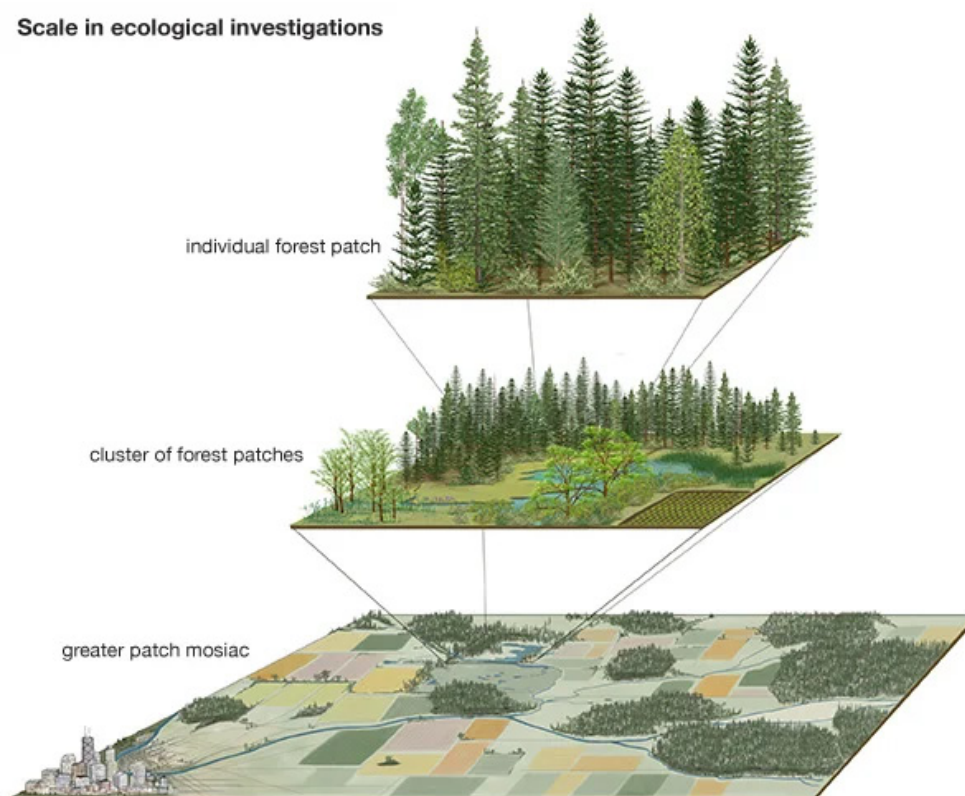 Scale in ecological investigations
individual forest patch
cluster of forest patches
greater patch mosiac